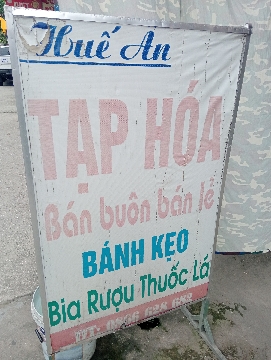 Huế An
TẠP HÓA
Bán buôn bán lẻ
BÁNH KẸO
Bia Rượu Thuốc Lá